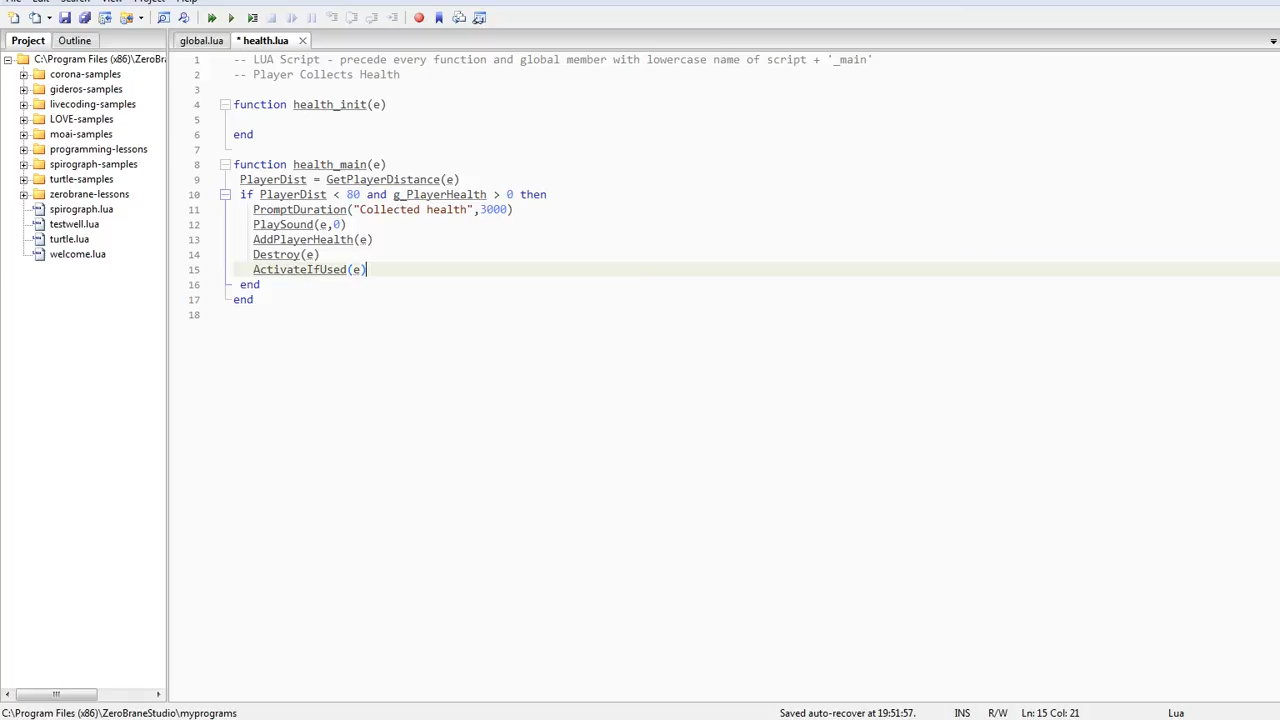 File Edit Search View Project Help
Project
Outline
global.lua
* health.lua
C:\Program Files (x86)\ZeroBra
corona-samples
gideros-samples
livecoding-samples
LOVE-samples
moai-samples
programming-lessons
spirograph-samples
turtle-samples
zerobrane-lessons
spirograph.lua
testwell.lua
turtle.lua
welcome.lua
1 -- LUA Script - precede every function and global member with lowercase name of script + '_main'
2 -- Player Collects Health
3
4 function health_init(e)
5
6 end
7
8 function health_main(e)
9 PlayerDist = GetPlayerDistance(e)
10 if PlayerDist < 80 and g_PlayerHealth > 0 then
11 PromptDuration("Collected health",3000)
12 PlaySound(e,0)
13 AddPlayerHealth(e)
14 Destroy(e)
15 ActivateIfUsed(e)
16 end
17 end
18
C:\Program Files (x86)\ZeroBraneStudio\myprograms
Saved auto-recover at 19:51:57.
INS
R/W
Ln: 15 Col: 21
Lua